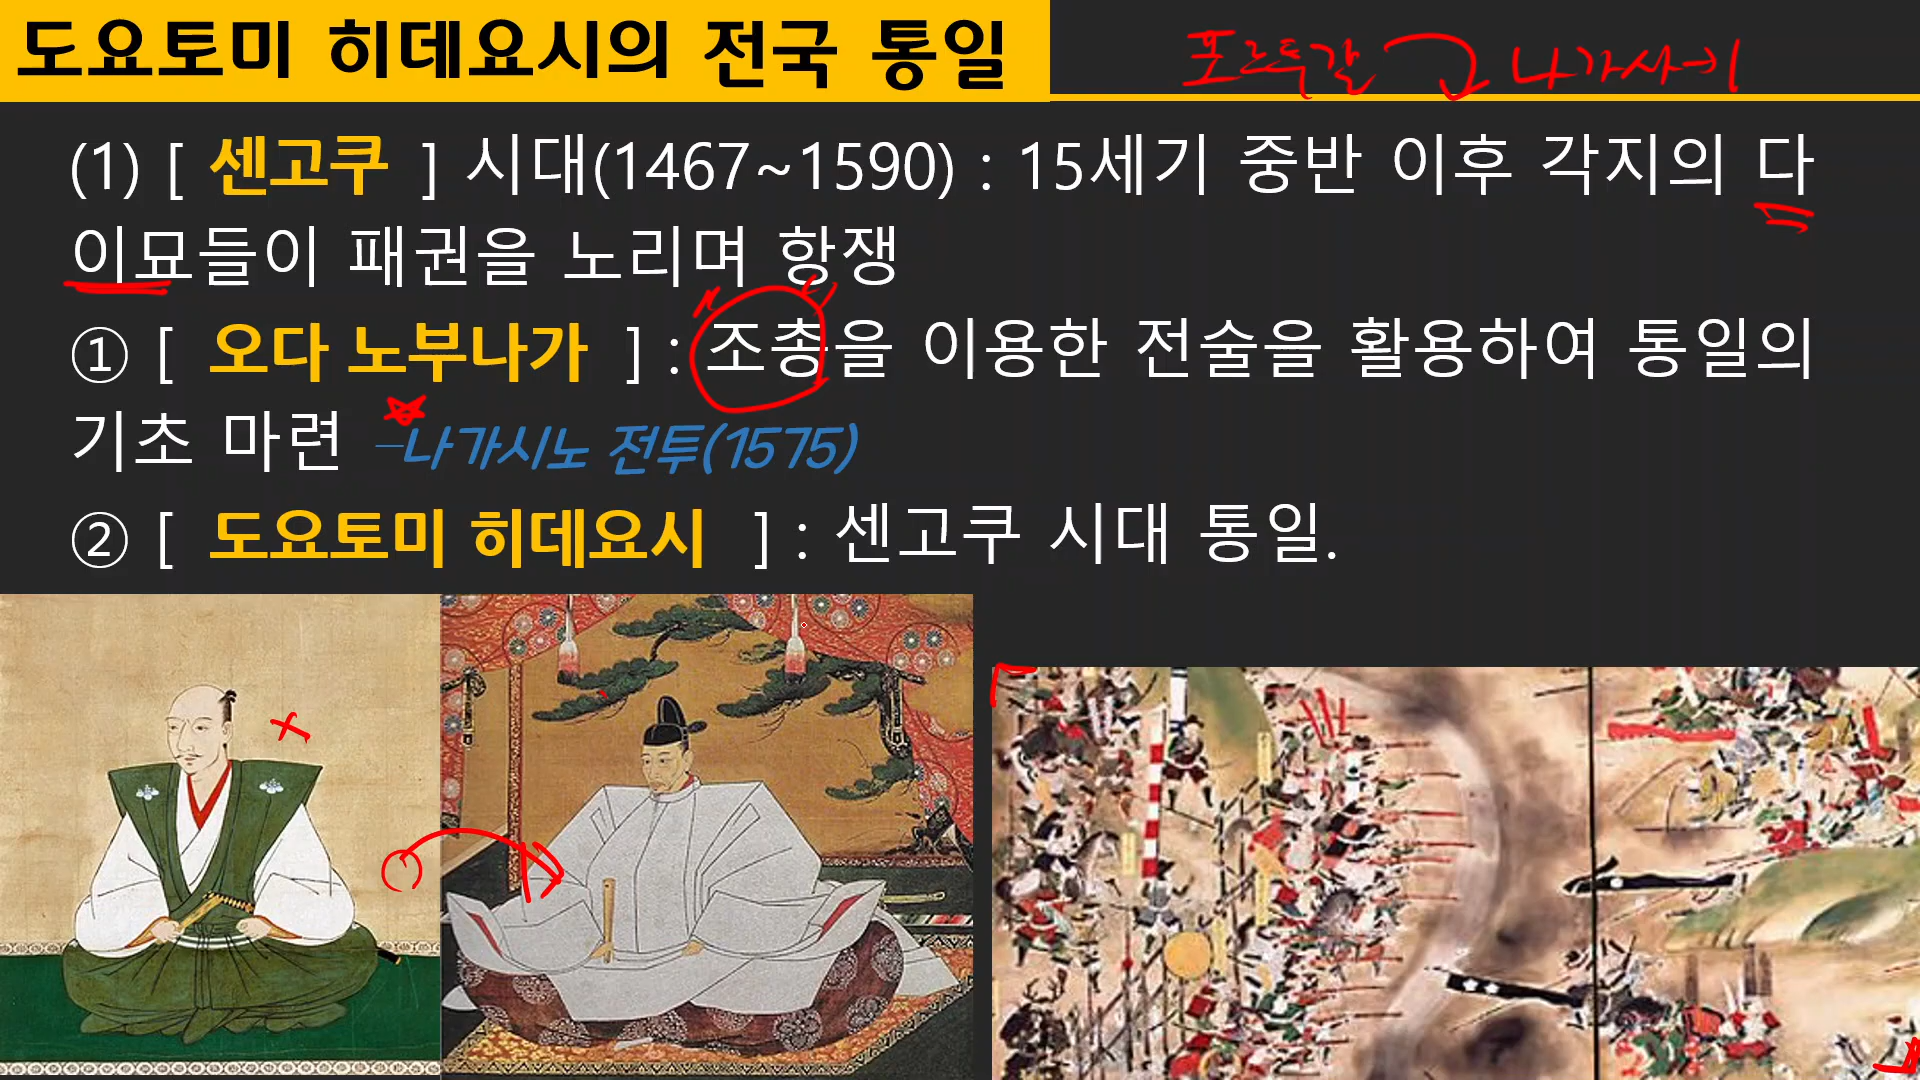 도요토미 히데요시의 전국 통일
포르투갈 나가사키
(1) [ 센고쿠 ] 시대(1467~1590) : 15세기 중반 이후 각지의 다
이묘들이 패권을 노리며 항쟁
① [ 오다 노부나가 ] : 조총을 이용한 전술을 활용하여 통일의
기초 마련 –나가시노 전투(1575)
② [ 도요토미 히데요시 ] : 센고쿠 시대 통일.